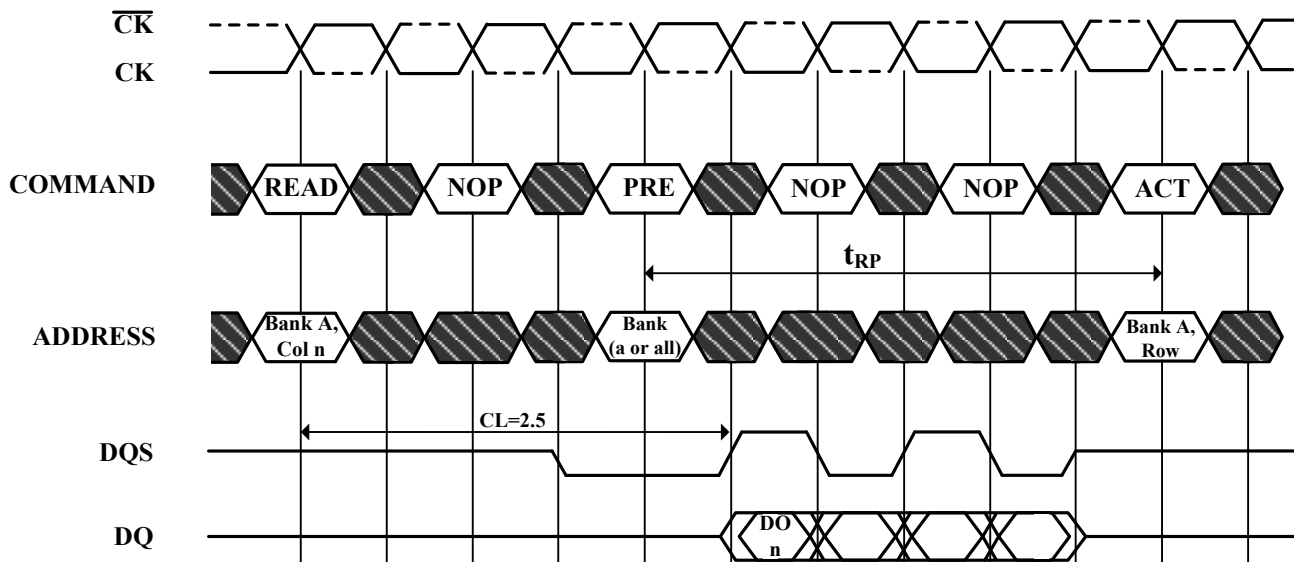 CK
CK
COMMAND READ NOP PRE NOP NOP ACT
tRP
ADDRESS Bank A, Col n Bank (a or all) Bank A, Row
CL=2.5
DQS
DQ DO n